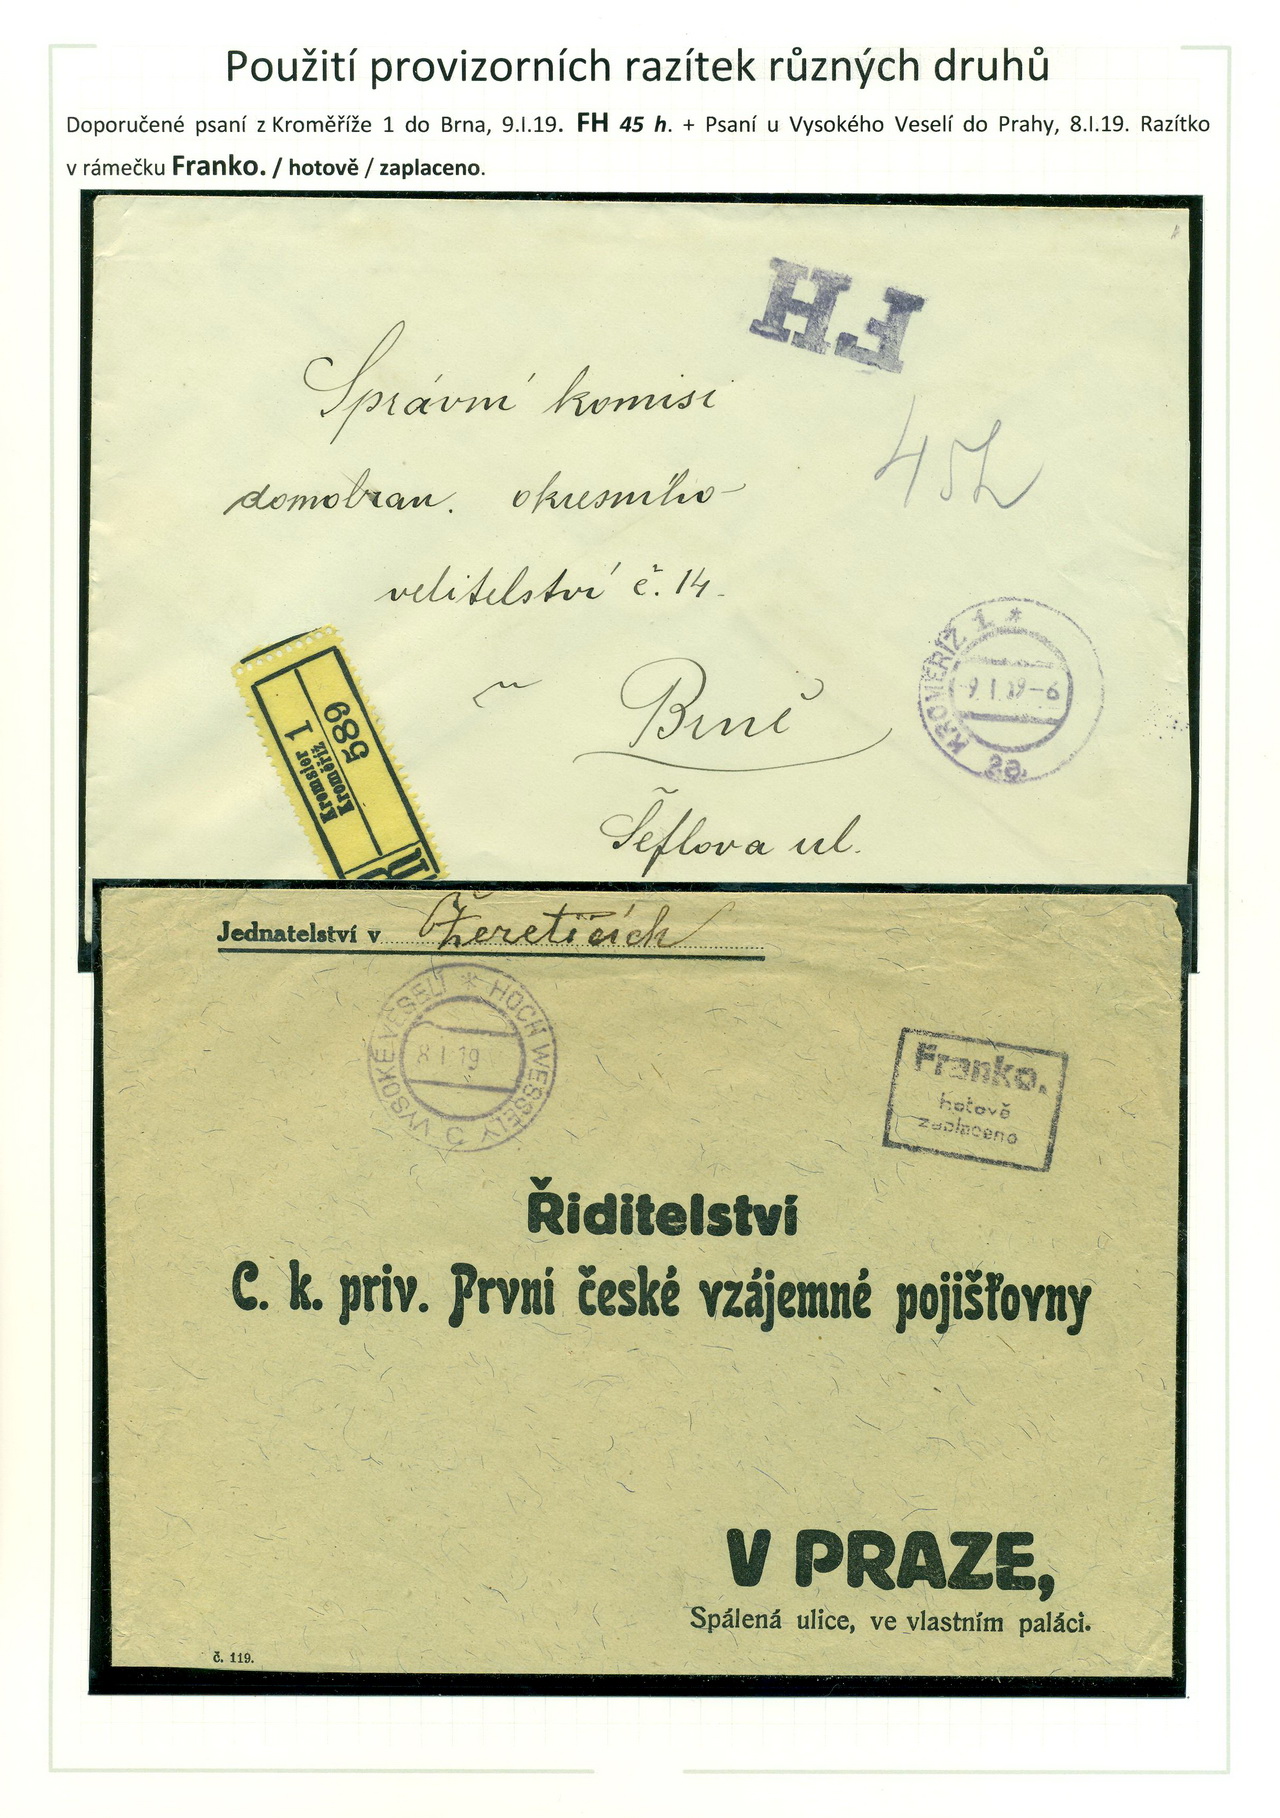 Použití provizorních razítek různých druhů
Doporučené psaní z Kroměříže 1 do Brna, 9.I.19. FH 45 h. + Psaní u Vysokého Veselí do Prahy, 8.I.19. Razítko
v rámečku Franko. / hotově / zaplaceno.
FH
Správní komisi
45h
domobran. okresního
velitelství č. 14.
v Brně
KROMĚŘÍŽ 1 *
-9.I.19-6
2a.
Kremsier 1
Kroměříž
589
R
Šeflova ul.
Jednatelství v Žeretičích
VYSOKÉ VESELÍ * HOCH WESSELY
8.I.19
Franko.
hotově
zaplaceno
Řiditelství
C. k. priv. První české vzájemné pojišťovny
V PRAZE,
Spálená ulice, ve vlastním paláci.
č. 119.